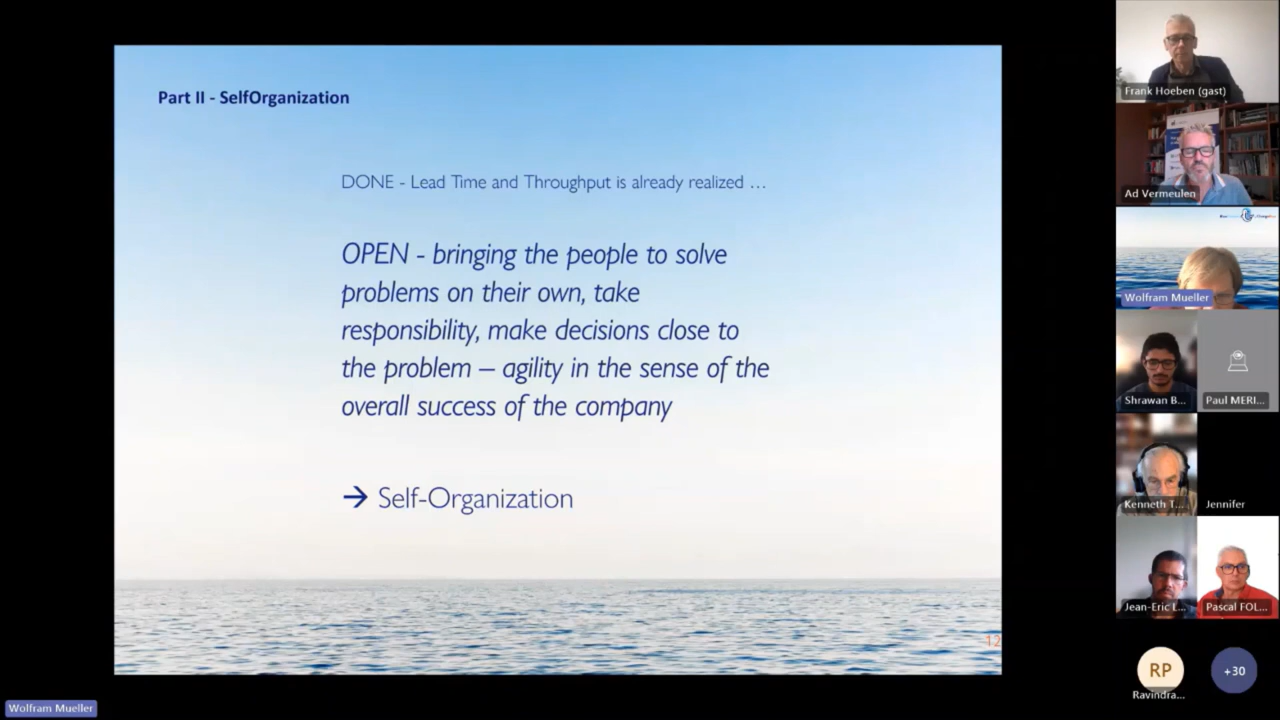 Part II - SelfOrganization
DONE - Lead Time and Throughput is already realized …
OPEN - bringing the people to solve
problems on their own, take
responsibility, make decisions close to
the problem – agility in the sense of the
overall success of the company
→ Self-Organization
12
Frank Hoeben (gast)
Ad Vermeulen
Wolfram Mueller
Shrawan B...
Paul MERI...
Kenneth T...
Jennifer
Jean-Eric L...
Pascal FOL...
RP
Ravindra...
+30
Wolfram Mueller